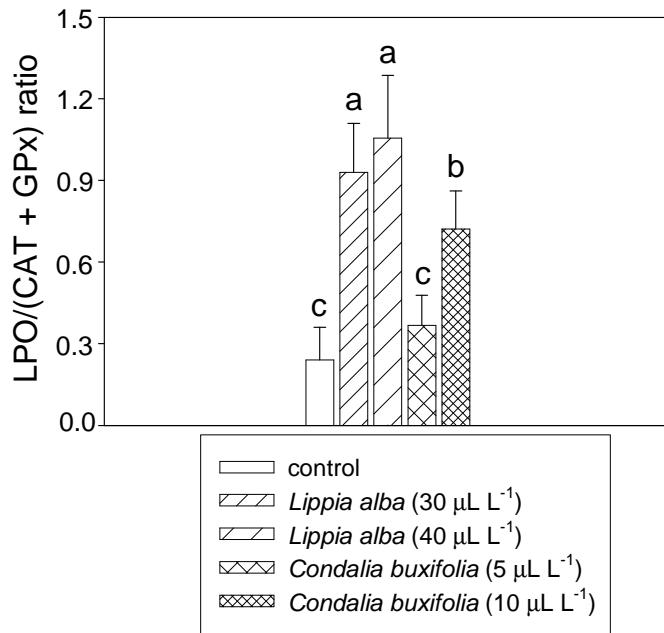 1.5
1.2
0.9
0.6
0.3
0.0
LPO/(CAT + GPx) ratio
c
a
a
c
b
control
Lippia alba (30 μL L⁻¹)
Lippia alba (40 μL L⁻¹)
Condalia buxifolia (5 μL L⁻¹)
Condalia buxifolia (10 μL L⁻¹)